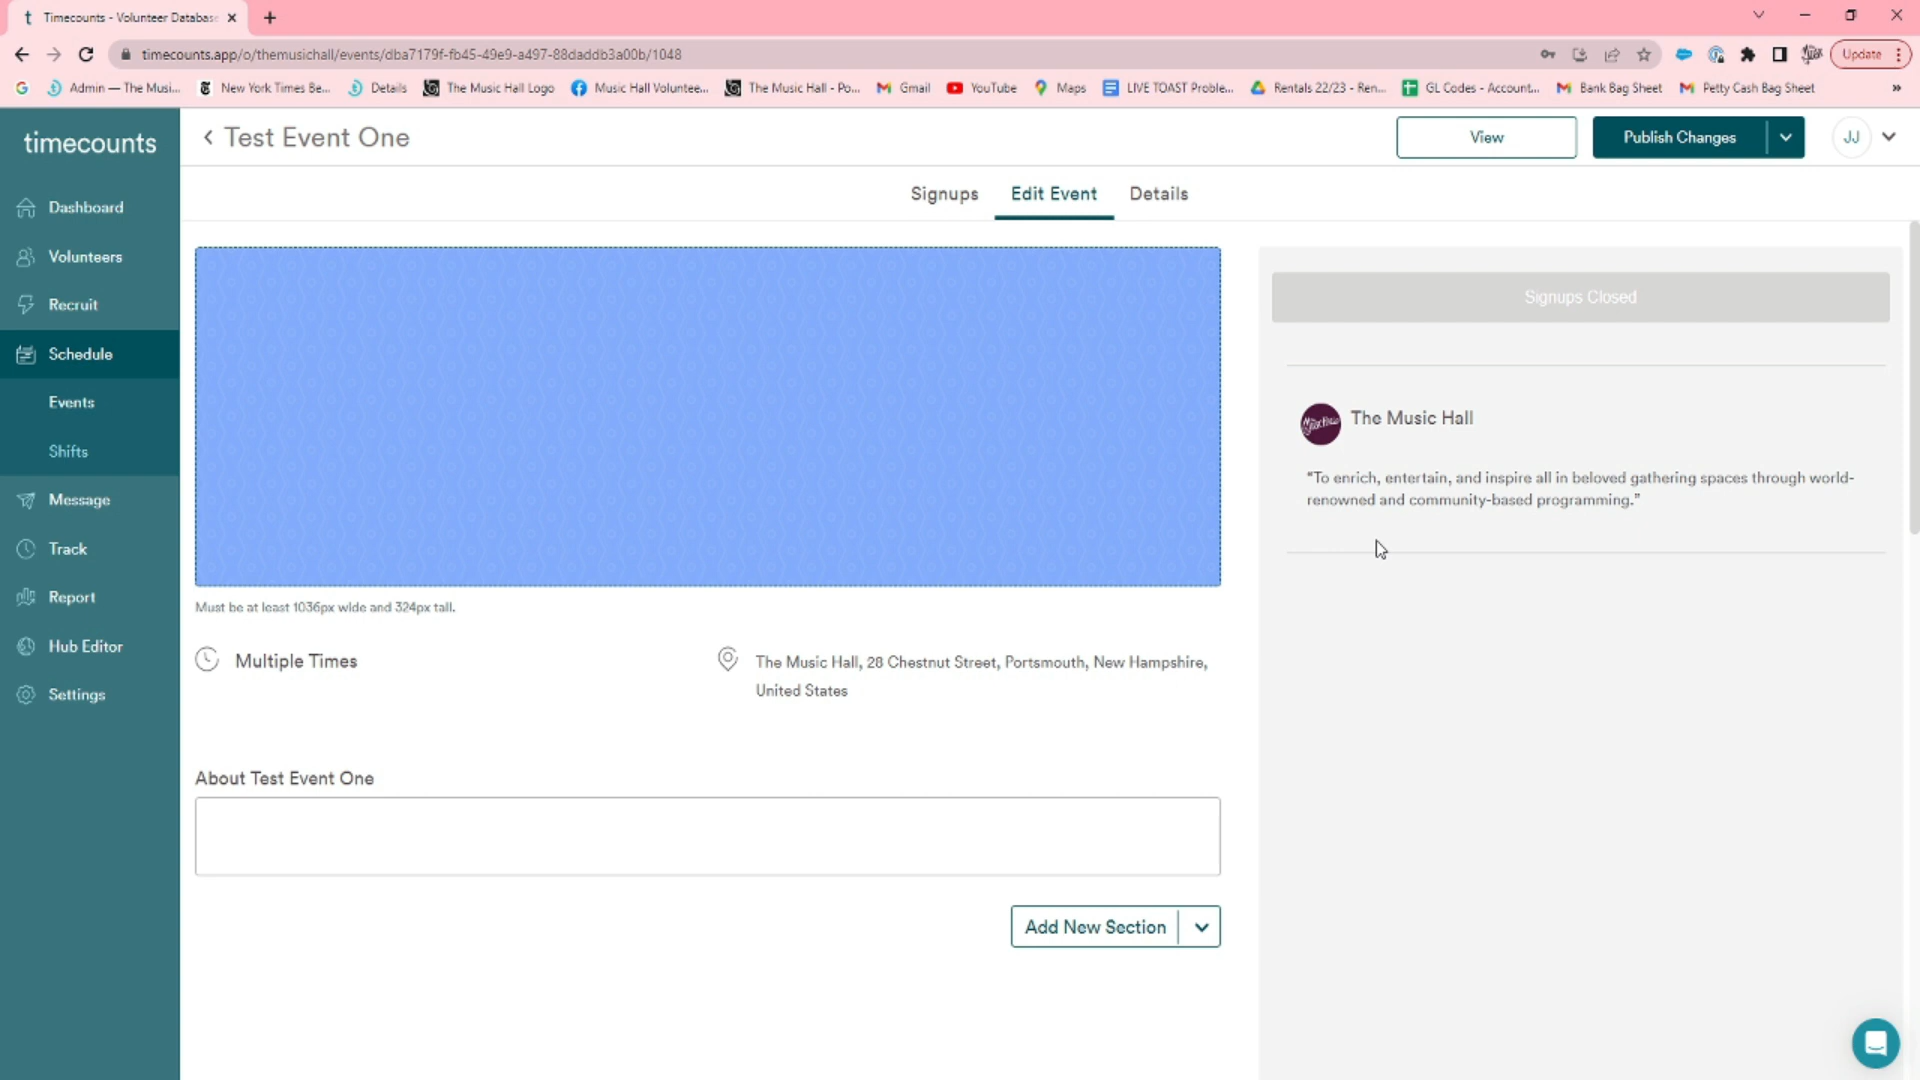 Timecounts - Volunteer Databas
timecounts.app/o/themusichall/events/dba7179f-fb45-49e9-a497-88daddb3a00b/1048
Update
Admin — The Musi...
New York Times Be...
Details
The Music Hall Logo
Music Hall Voluntee...
The Music Hall - Po...
Gmail
YouTube
Maps
LIVE TOAST Proble...
Rentals 22/23 - Ren...
GL Codes - Account...
Bank Bag Sheet
Petty Cash Bag Sheet
timecounts
Test Event One
View
Publish Changes
JJ
Signups
Edit Event
Details
Dashboard
Volunteers
Recruit
Schedule
Events
Shifts
Message
Track
Report
Hub Editor
Settings
Must be at least 1036px wide and 324px tall.
Multiple Times
The Music Hall, 28 Chestnut Street, Portsmouth, New Hampshire,
United States
About Test Event One
Add New Section
Signups Closed
The Music Hall
“To enrich, entertain, and inspire all in beloved gathering spaces through world-
renowned and community-based programming.”